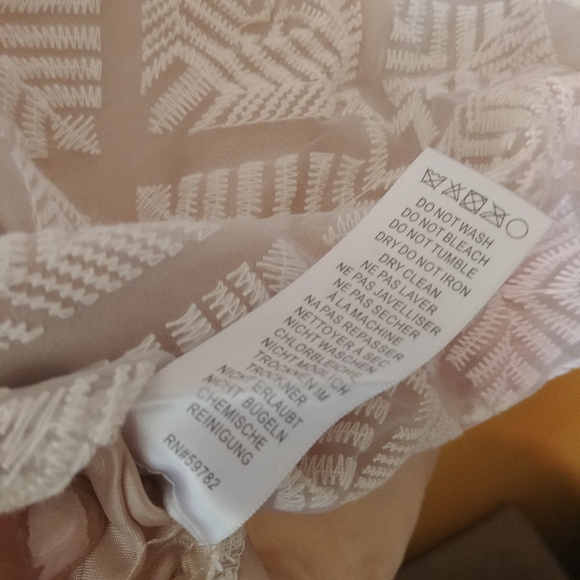 DO NOT WASH
DO NOT BLEACH
DO NOT TUMBLE
DRY DO NOT IRON
DRY CLEAN
NE PAS LAVER
NE PAS JAVELLISER
NE PAS SECHER
À LA MACHINE
NA PAS REPASSER
NETTOYER A SEC
NICHT WASCHEN
CHLORBLEICHE
NICHT MÖGLICH
TROCKEN IM
TROCKNER
NICHT ERLAUBT
NICHT BÜGELN
CHEMISCHE
REINIGUNG
RN#59782